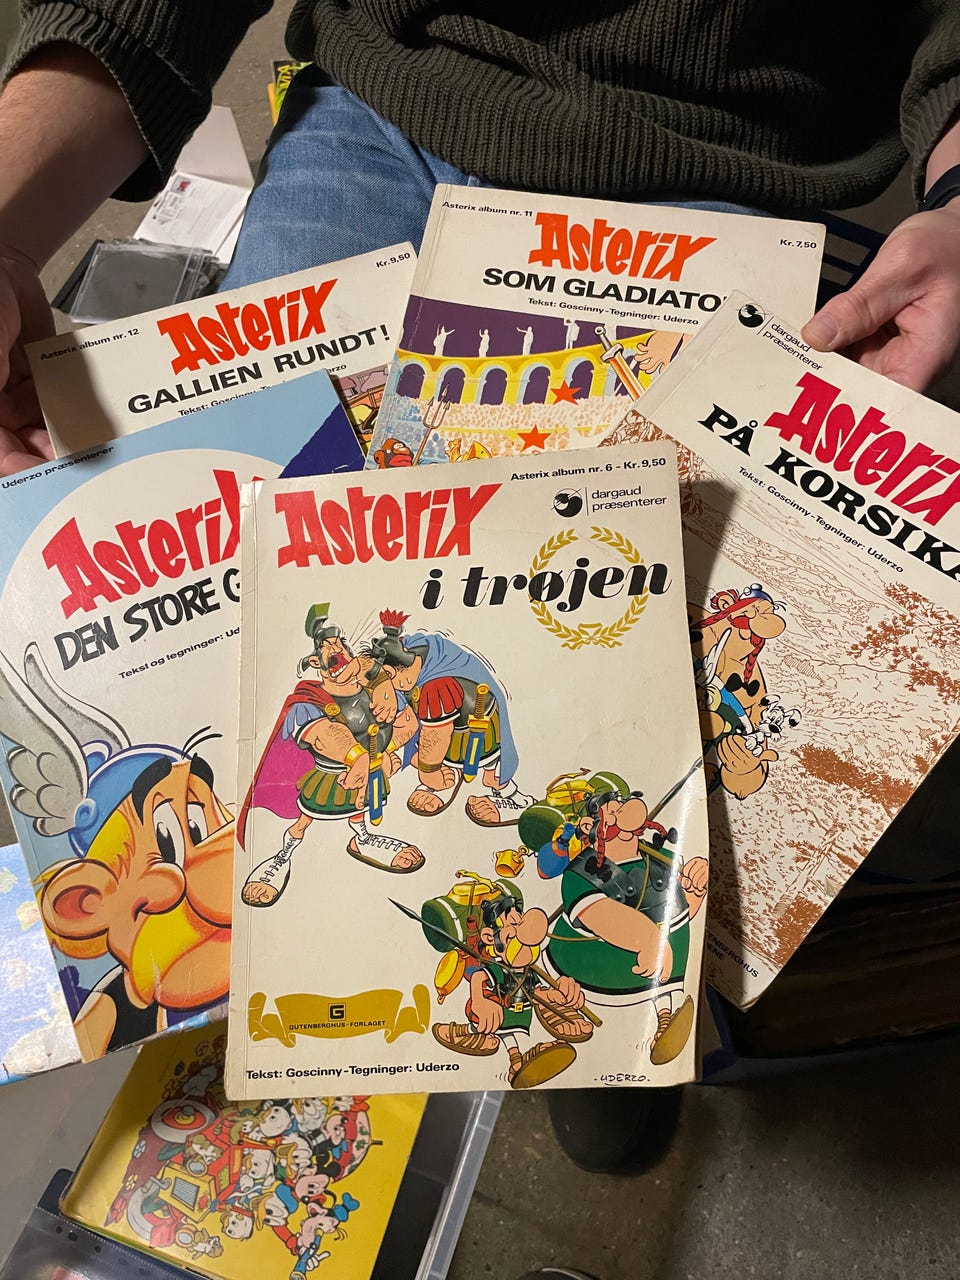 Asterix album nr. 12
Kr. 9,50
Asterix
GALLIEN RUNDT!
Asterix album nr. 11
Kr. 7,50
Asterix
SOM GLADIATO
Tekst: Goscinny-Tegninger: Uderzo
dargaud
præsenterer
Asterix
PÅ KORSIKA
Tekst: Goscinny-Tegninger: Uderzo
Uderzo præsenterer
Asterix
DEN STORE G
Tekst og tegninger: Ud
Asterix album nr. 6 - Kr. 9,50
dargaud
præsenterer
Asterix
i trøjen
G
GUTENBERGHUS-FORLAGET
Tekst: Goscinny-Tegninger: Uderzo
-UDERZO-